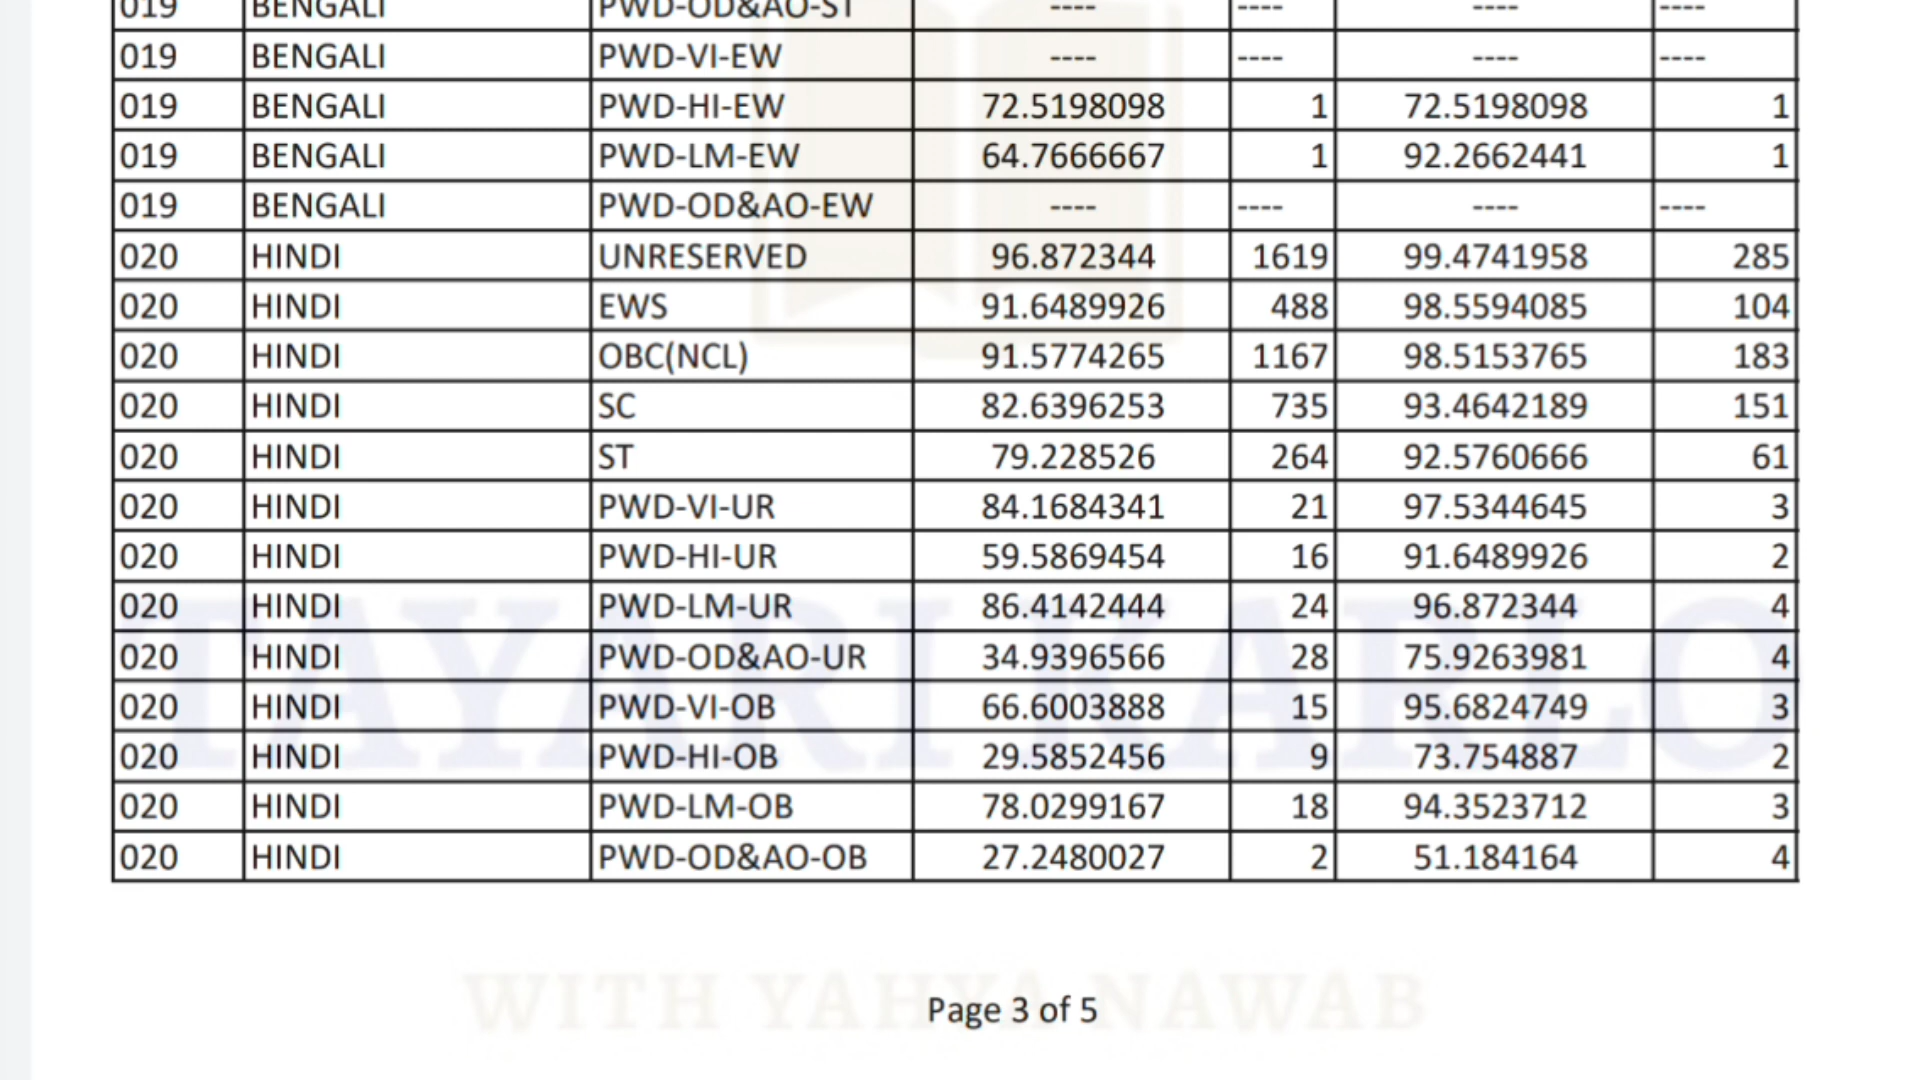 019 BENGALI PWD-OD&AO-ST ---- ---- ---- ----
019 BENGALI PWD-VI-EW ---- ---- ---- ----
019 BENGALI PWD-HI-EW 72.5198098 1 72.5198098 1
019 BENGALI PWD-LM-EW 64.7666667 1 92.2662441 1
019 BENGALI PWD-OD&AO-EW ---- ---- ---- ----
020 HINDI UNRESERVED 96.872344 1619 99.4741958 285
020 HINDI EWS 91.6489926 488 98.5594085 104
020 HINDI OBC(NCL) 91.5774265 1167 98.5153765 183
020 HINDI SC 82.6396253 735 93.4642189 151
020 HINDI ST 79.228526 264 92.5760666 61
020 HINDI PWD-VI-UR 84.1684341 21 97.5344645 3
020 HINDI PWD-HI-UR 59.5869454 16 91.6489926 2
020 HINDI PWD-LM-UR 86.4142444 24 96.872344 4
020 HINDI PWD-OD&AO-UR 34.9396566 28 75.9263981 4
020 HINDI PWD-VI-OB 66.6003888 15 95.6824749 3
020 HINDI PWD-HI-OB 29.5852456 9 73.754887 2
020 HINDI PWD-LM-OB 78.0299167 18 94.3523712 3
020 HINDI PWD-OD&AO-OB 27.2480027 2 51.184164 4
TAYARI KARLO
WITH YAHYA NAWAB
Page 3 of 5